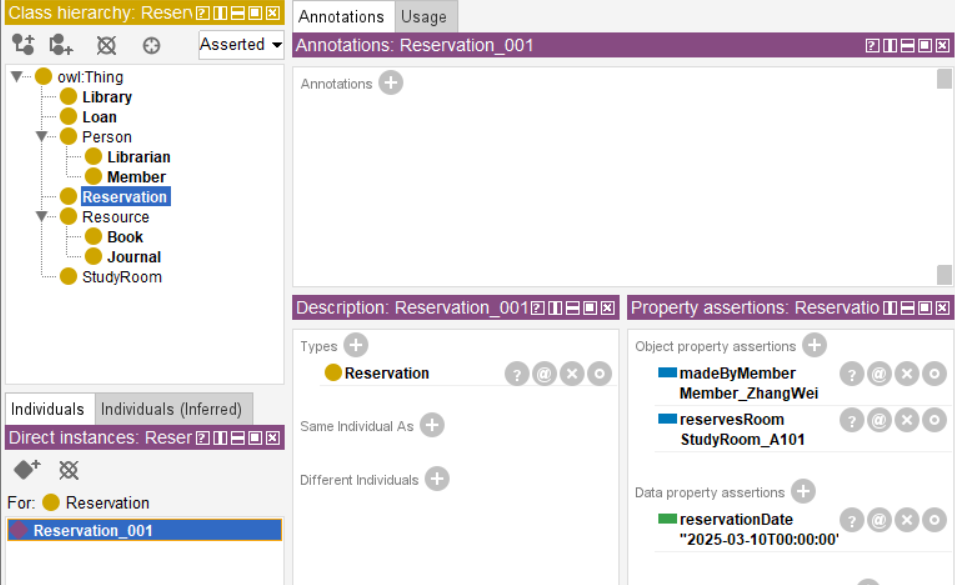 Class hierarchy: Reser
Asserted
owl:Thing
Library
Loan
Person
Librarian
Member
Reservation
Resource
Book
Journal
StudyRoom
Individuals
Individuals (Inferred)
Direct instances: Reser
For: Reservation
Reservation_001
Annotations
Usage
Annotations: Reservation_001
Annotations
Description: Reservation_001
Types
Reservation
Same Individual As
Different Individuals
Property assertions: Reservatio
Object property assertions
madeByMember
Member_ZhangWei
reservesRoom
StudyRoom_A101
Data property assertions
reservationDate
"2025-03-10T00:00:00"